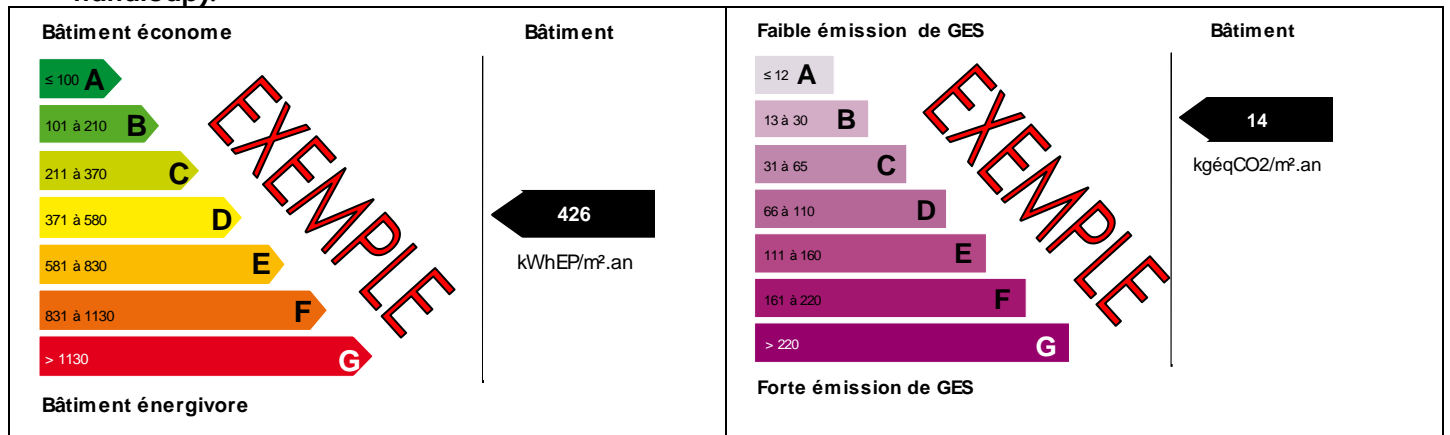 handicap).
Bâtiment économe
Bâtiment
≤ 100 A
101 à 210 B
211 à 370 C
371 à 580 D
581 à 830 E
831 à 1130 F
> 1130 G
EXEMPLE
426
kWhEP/m².an
Bâtiment énergivore
Faible émission de GES
Bâtiment
≤ 12 A
13 à 30 B
31 à 65 C
66 à 110 D
111 à 160 E
161 à 220 F
> 220 G
EXEMPLE
14
kgéqCO2/m².an
Forte émission de GES